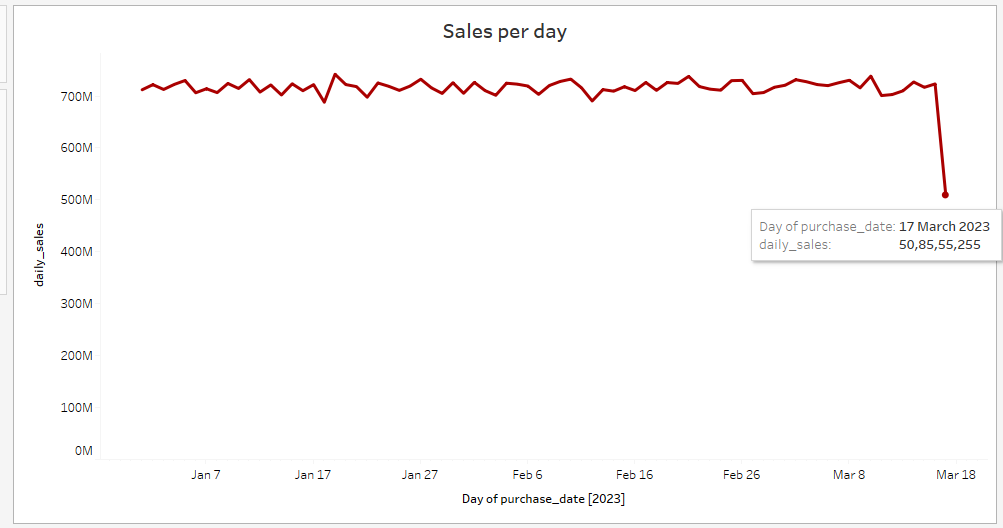 Sales per day
700M
600M
500M
400M
300M
200M
100M
0M
daily_sales
Day of purchase_date: 17 March 2023
daily_sales: 50,85,55,255
Jan 7 Jan 17 Jan 27 Feb 6 Feb 16 Feb 26 Mar 8 Mar 18
Day of purchase_date [2023]